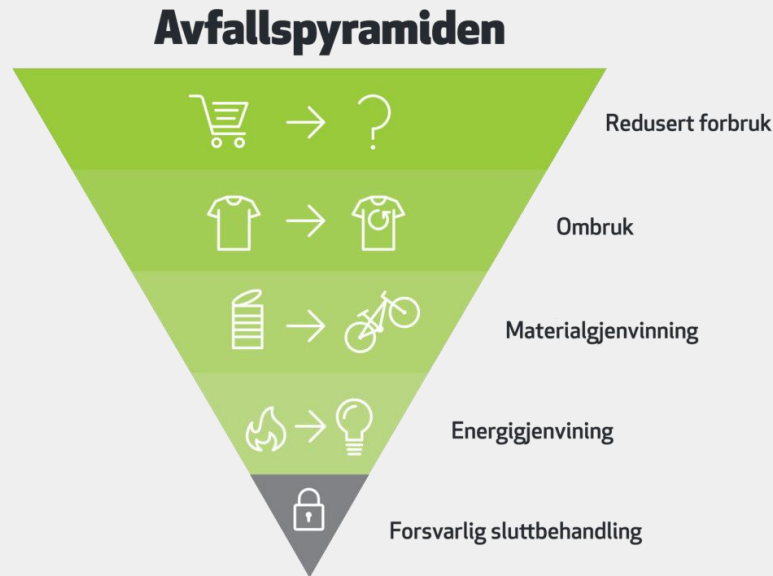 Avfallspyramiden
?
Redusert forbruk
Ombruk
Materialgjenvinning
Energigjenvining
Forsvarlig sluttbehandling